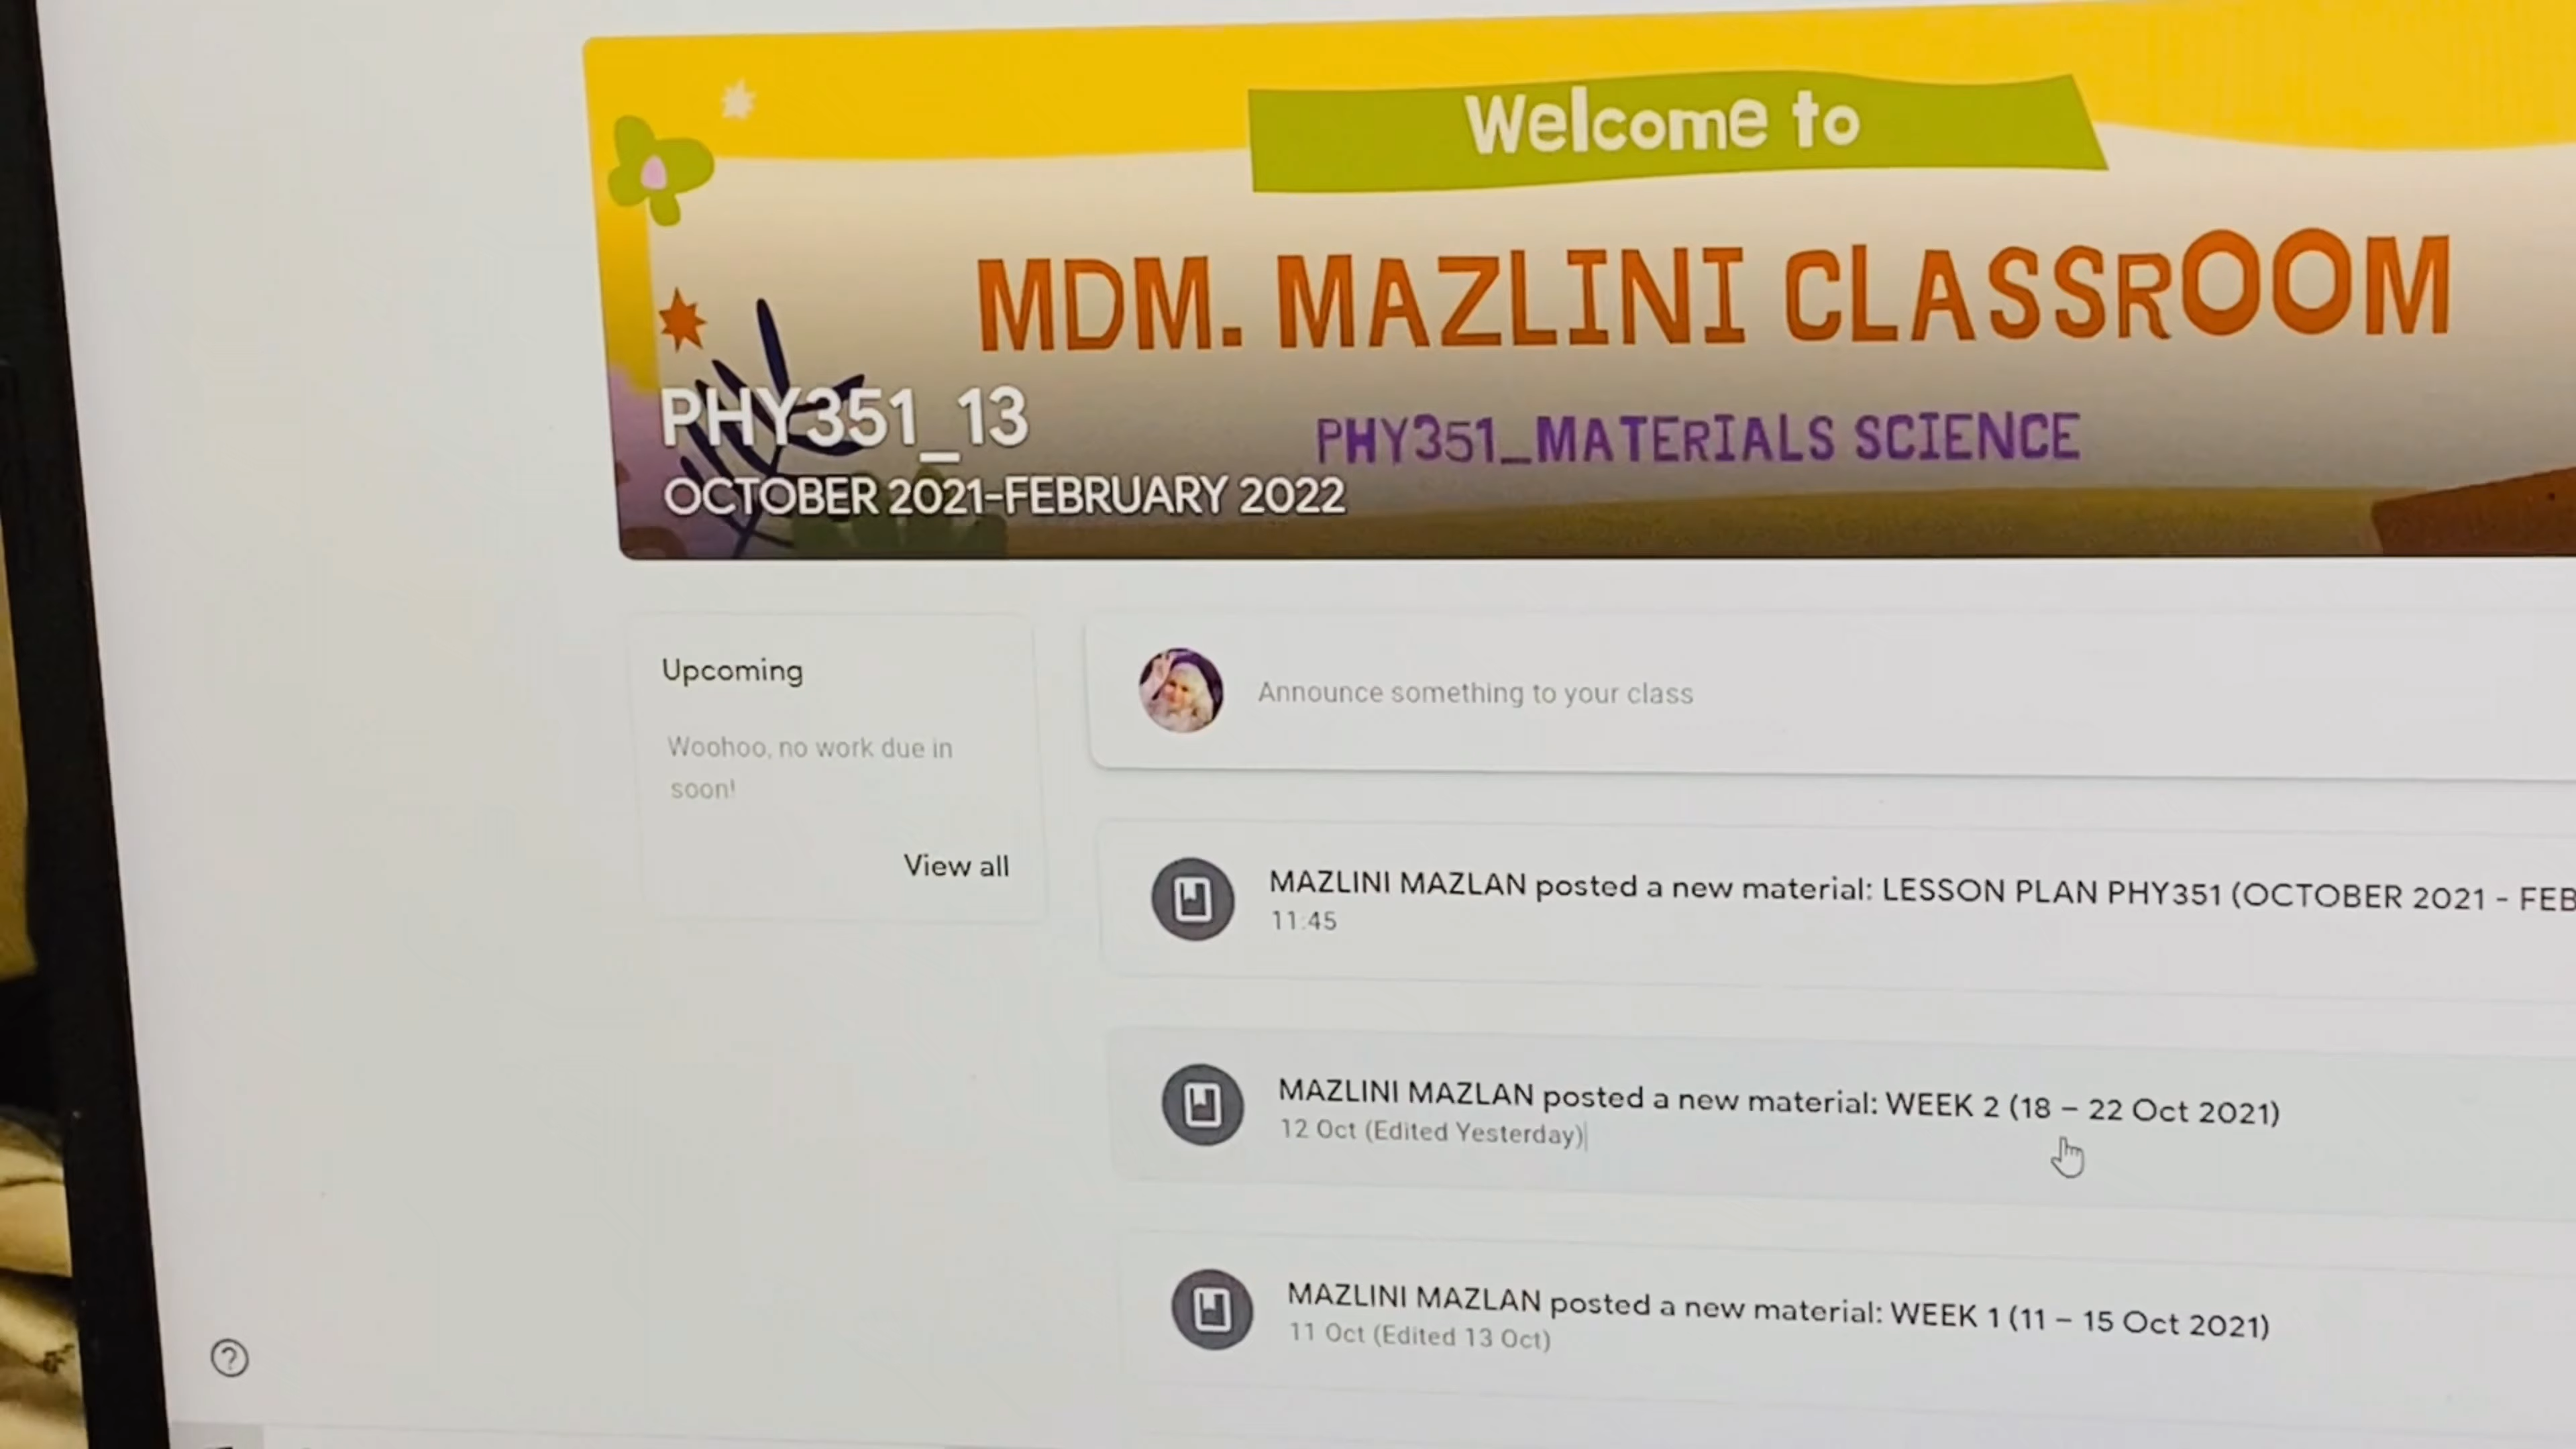 Welcome to
MDM. MAZLINI CLASSROOM
PHY351_13
PHY351_MATERIALS SCIENCE
OCTOBER 2021-FEBRUARY 2022
Upcoming
Woohoo, no work due in
soon!
View all
Announce something to your class
MAZLINI MAZLAN posted a new material: LESSON PLAN PHY351 (OCTOBER 2021 - FEB
11:45
MAZLINI MAZLAN posted a new material: WEEK 2 (18 – 22 Oct 2021)
12 Oct (Edited Yesterday)
MAZLINI MAZLAN posted a new material: WEEK 1 (11 – 15 Oct 2021)
11 Oct (Edited 13 Oct)